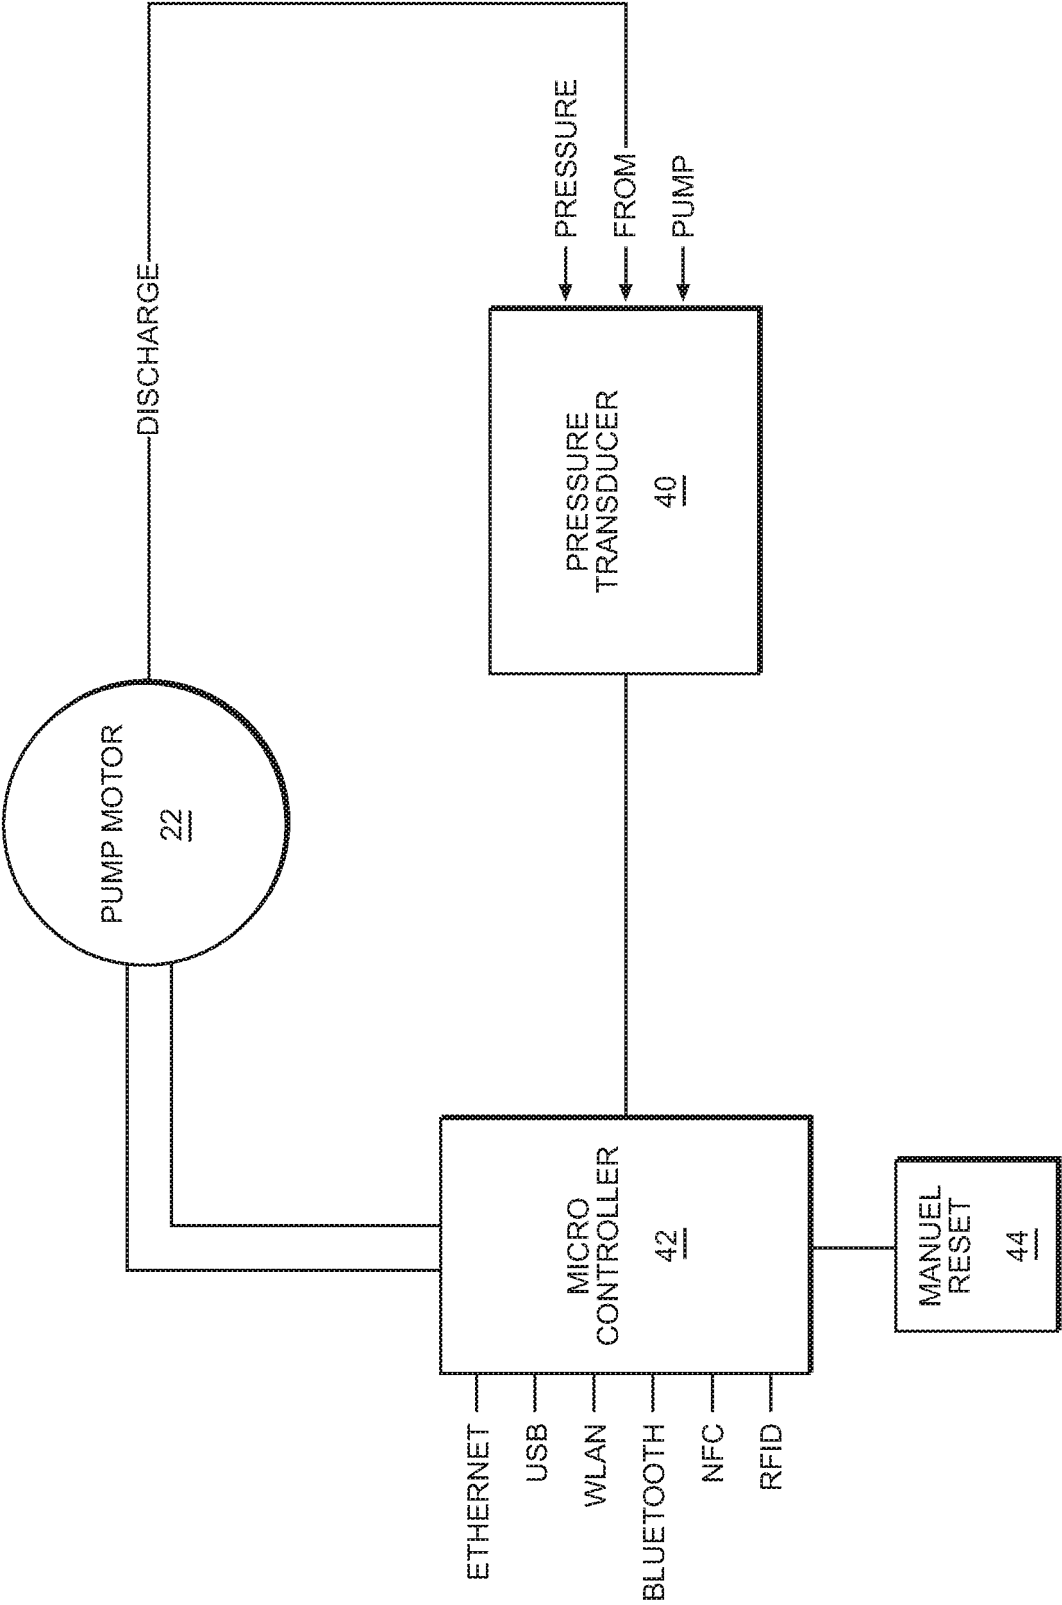 PUMP MOTOR
22
DISCHARGE
ETHERNET
USB
WLAN
BLUETOOTH
NFC
RFID
MICRO
CONTROLLER
42
PRESSURE
TRANSDUCER
40
PRESSURE
FROM
PUMP
MANUEL
RESET
44